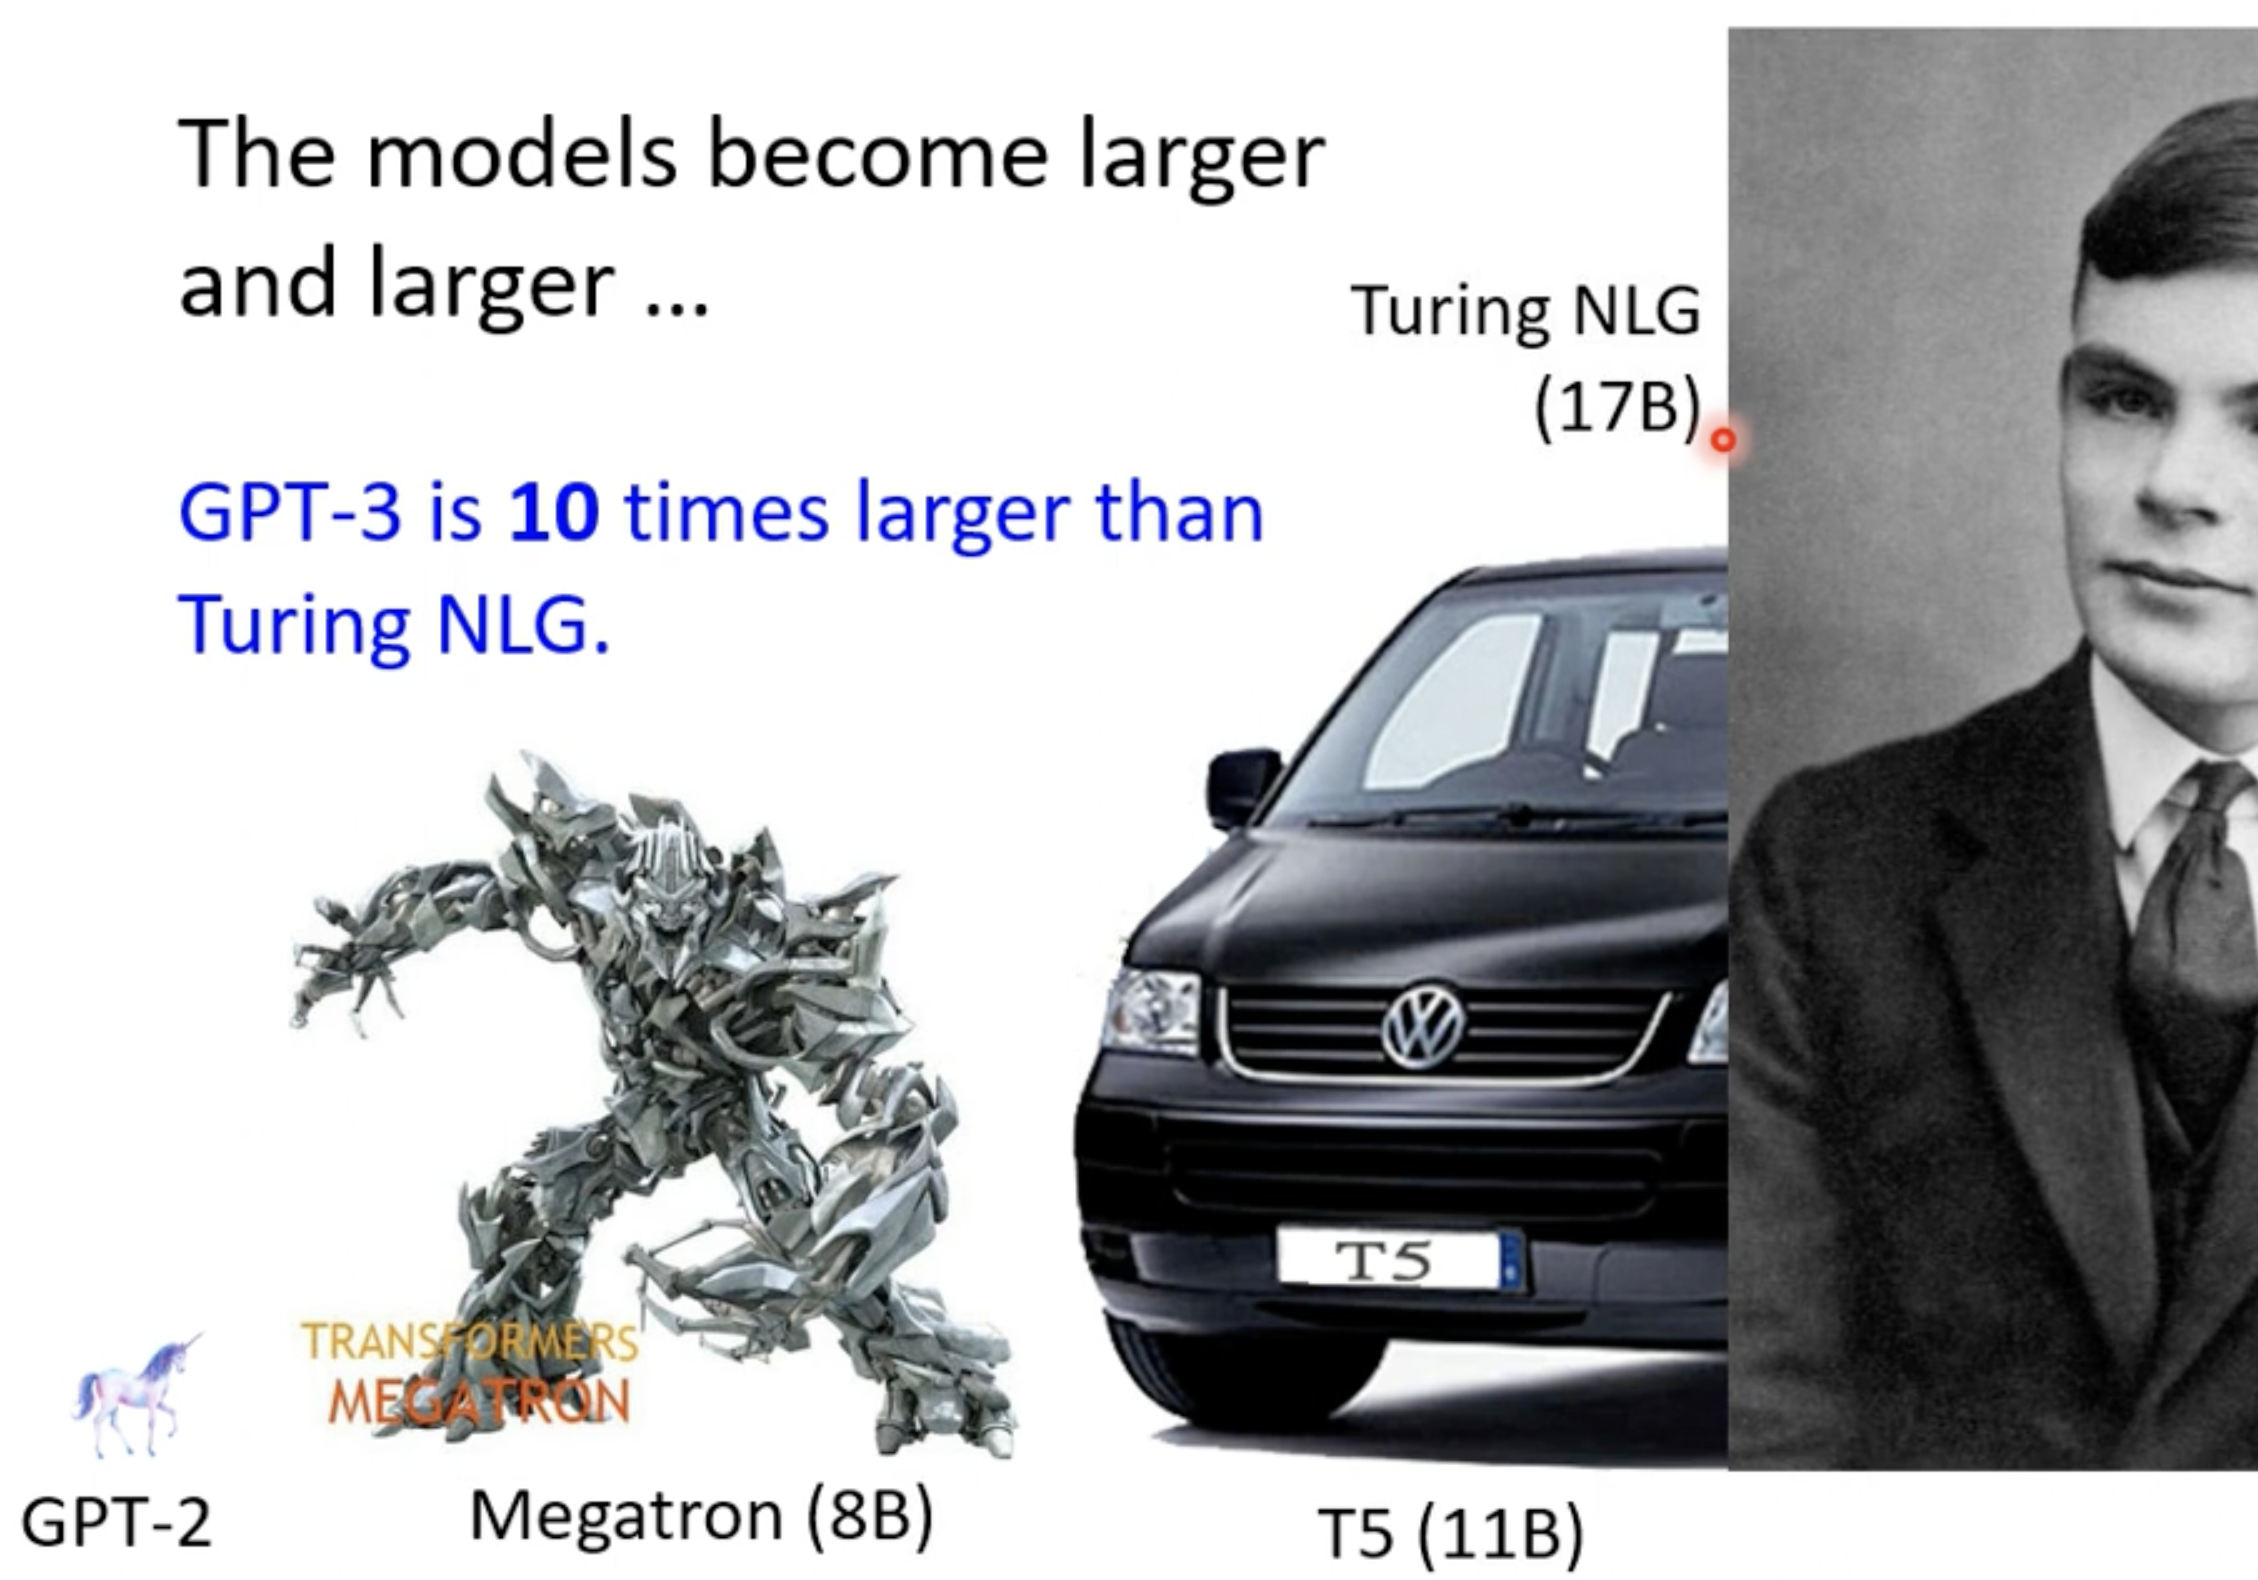 The models become larger
and larger ...
Turing NLG
(17B)
GPT-3 is 10 times larger than
Turing NLG.
T5
TRANSFORMERS
MEGATRON
GPT-2
Megatron (8B)
T5 (11B)